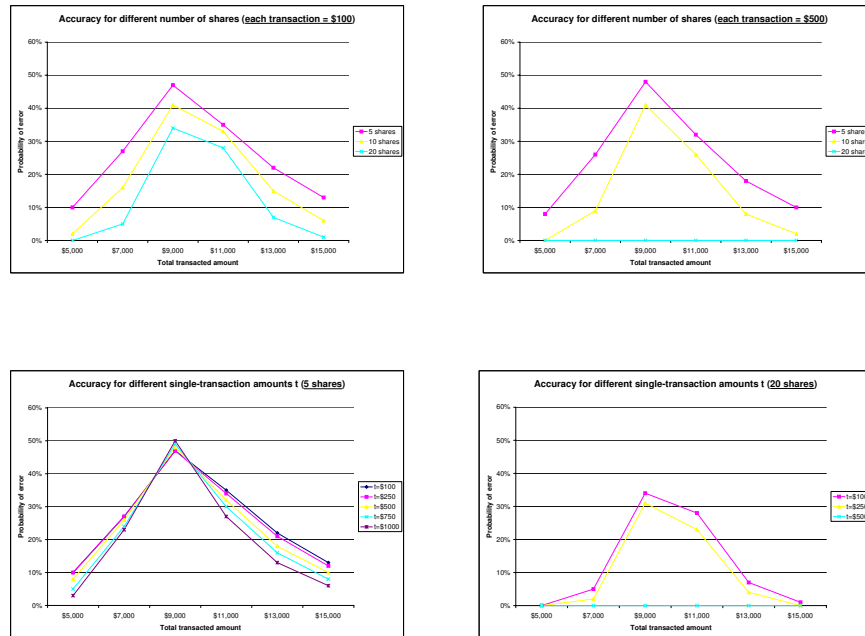 Accuracy for different number of shares (each transaction = $100)
60%
50%
40%
30%
20%
10%
0%
Probability of error
$5,000 $7,000 $9,000 $11,000 $13,000 $15,000
Total transacted amount
5 shares
10 shares
20 shares
Accuracy for different number of shares (each transaction = $500)
60%
50%
40%
30%
20%
10%
0%
Probability of error
$5,000 $7,000 $9,000 $11,000 $13,000 $15,000
Total transacted amount
5 shares
10 shar
20 shar
Accuracy for different single-transaction amounts t (5 shares)
60%
50%
40%
30%
20%
10%
0%
Probability of error
$5,000 $7,000 $9,000 $11,000 $13,000 $15,000
Total transacted amount
t=$100
t=$250
t=$500
t=$750
t=$1000
Accuracy for different single-transaction amounts t (20 shares)
60%
50%
40%
30%
20%
10%
0%
Probability of error
$5,000 $7,000 $9,000 $11,000 $13,000 $15,000
Total transacted amount
t=$100
t=$250
t=$500